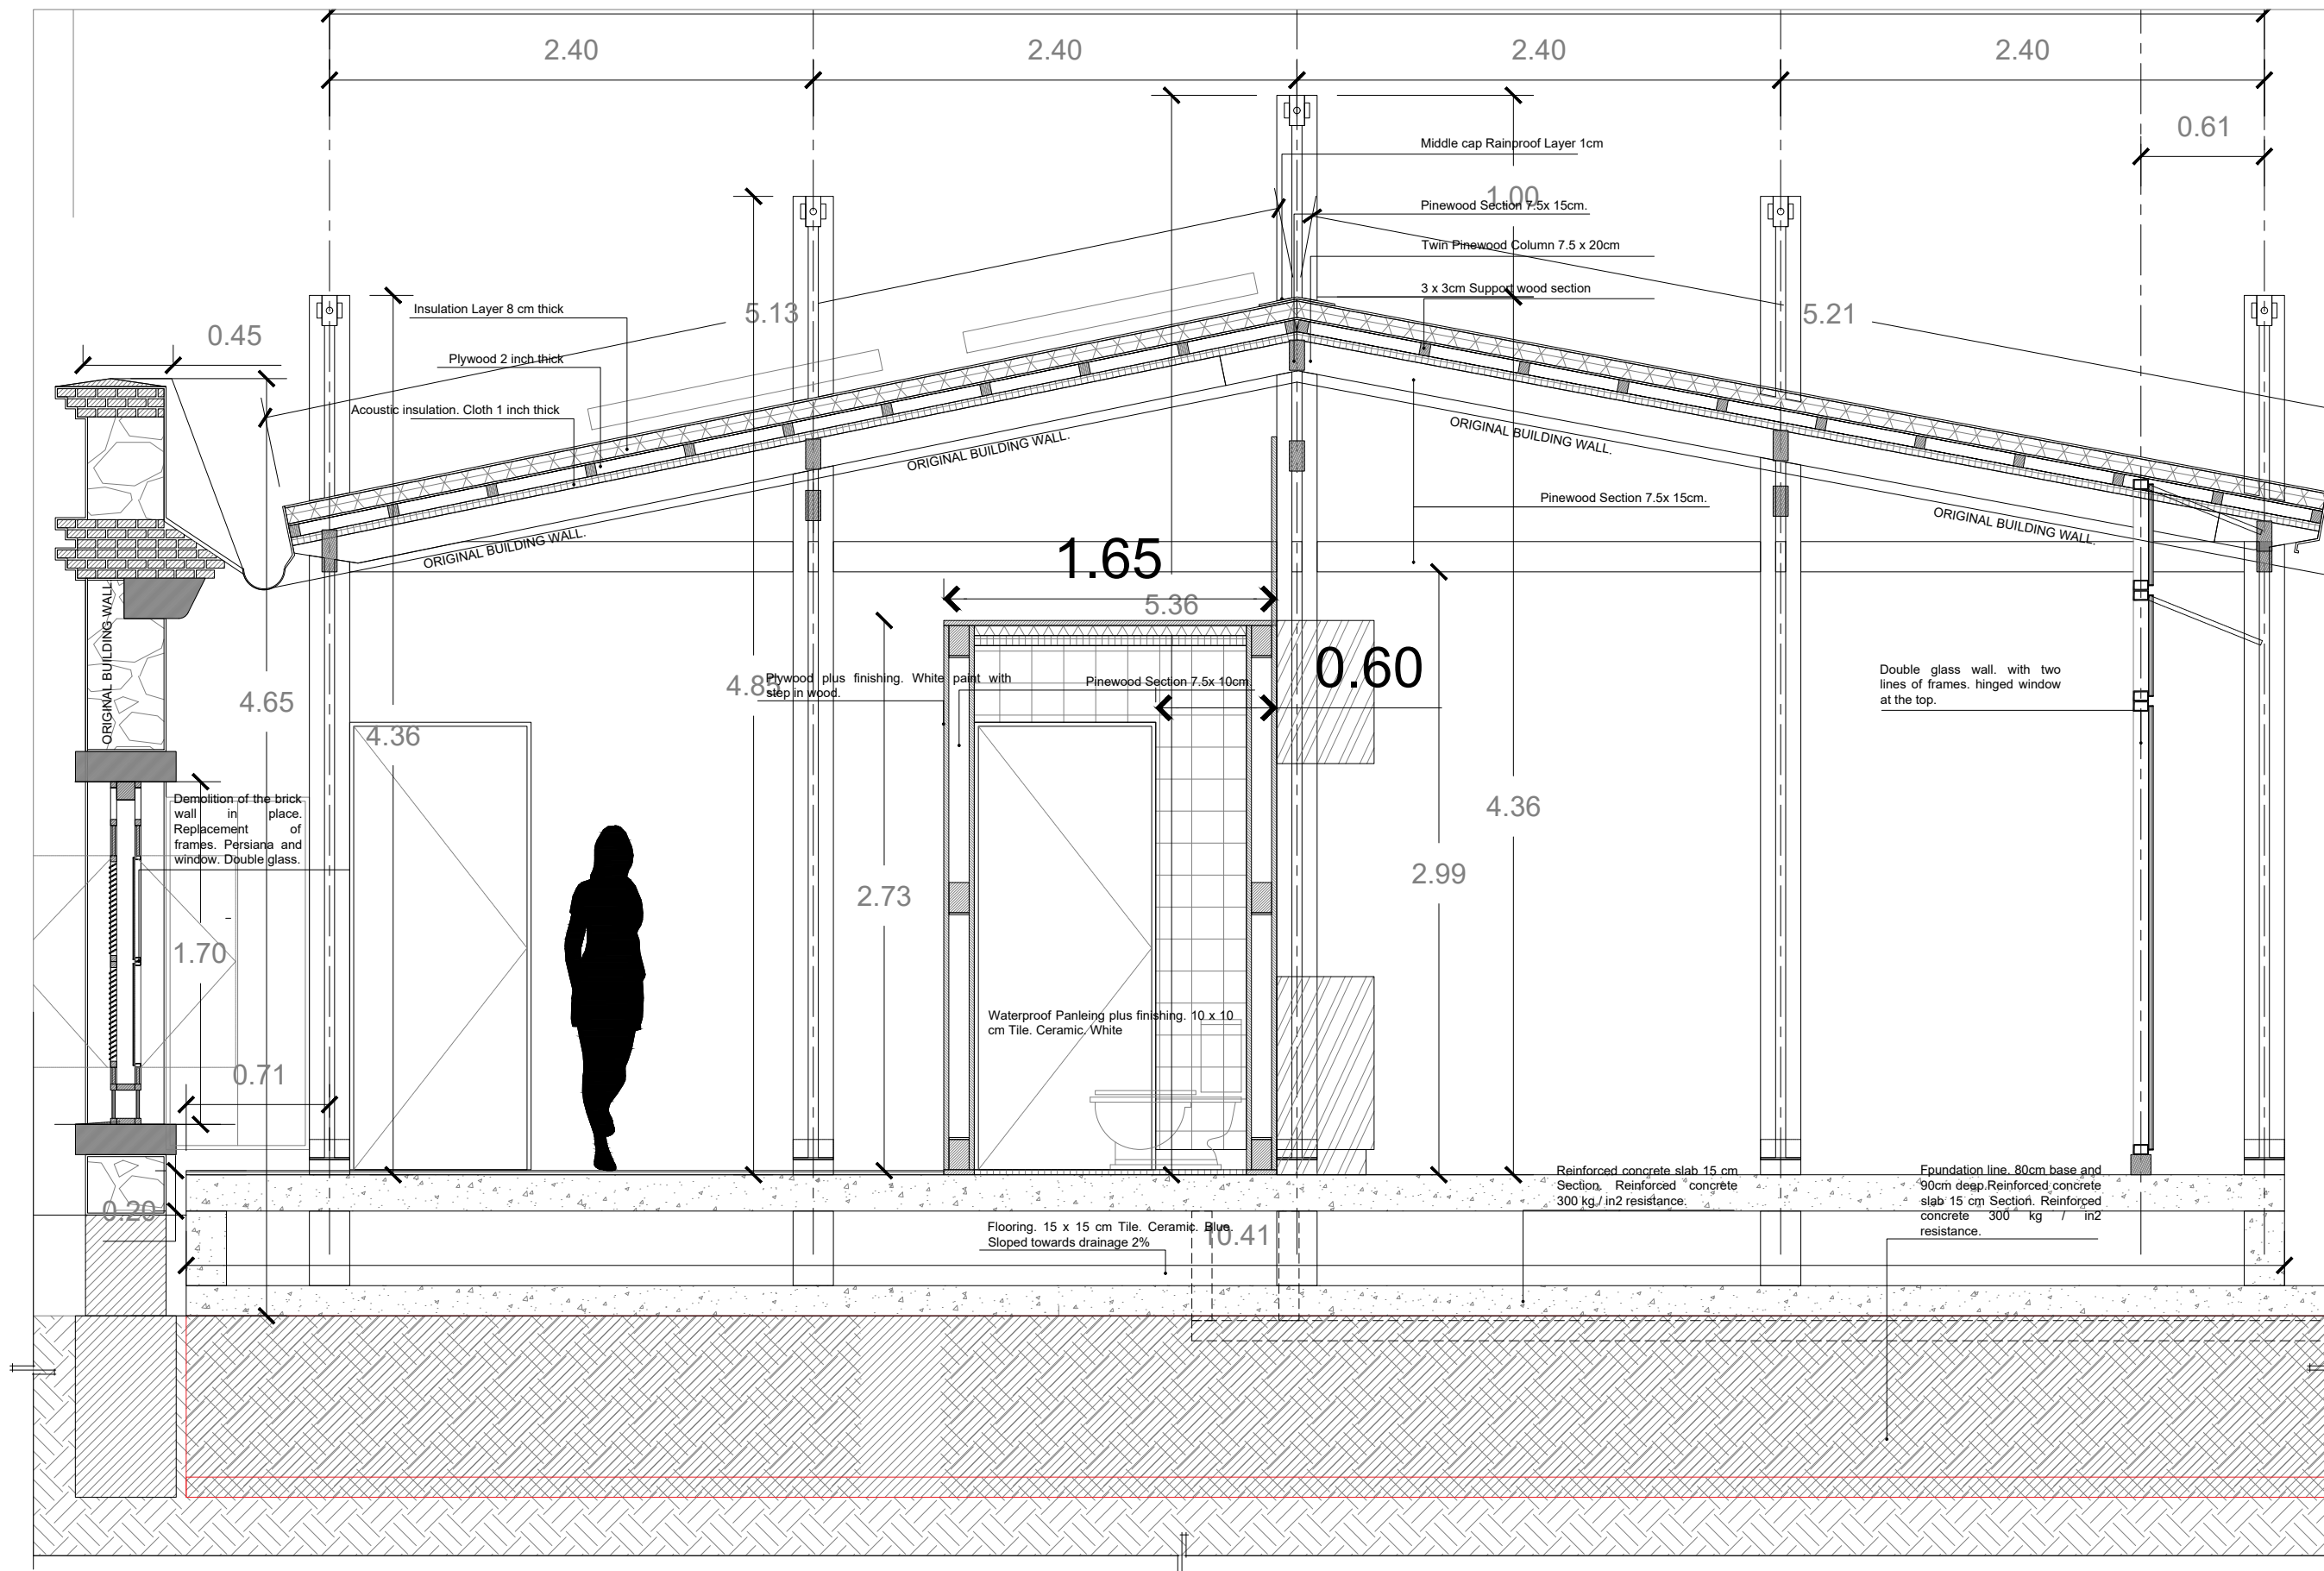 2.40
2.40
2.40
2.40
0.61
Middle cap Rainproof Layer 1cm
1.00
Pinewood Section 7.5x 15cm.
Twin Pinewood Column 7.5 x 20cm
3 x 3cm Support wood section
Insulation Layer 8 cm thick
5.13
5.21
0.45
Plywood 2 inch thick
Acoustic insulation. Cloth 1 inch thick
ORIGINAL BUILDING WALL.
ORIGINAL BUILDING WALL.
ORIGINAL BUILDING WALL.
ORIGINAL BUILDING WALL.
Pinewood Section 7.5x 15cm.
1.65
5.36
ORIGINAL BUILDING WALL
0.60
Double glass wall. with two
lines of frames. hinged window
at the top.
4.65
4.85
Plywood plus finishing. White paint with
step in wood.
Pinewood Section 7.5x 10cm.
4.36
Demolition of the brick
wall in place.
Replacement of
frames. Persiana and
window. Double glass.
4.36
2.99
2.73
1.70
Waterproof Panleing plus finishing. 10 x 10
cm Tile. Ceramic. White
0.71
Reinforced concrete slab 15 cm
Section. Reinforced concrete
300 kg / in2 resistance.
Fpundation line. 80cm base and
90cm deep.Reinforced concrete
slab 15 cm Section. Reinforced
concrete 300 kg / in2
resistance.
0.20
Flooring. 15 x 15 cm Tile. Ceramic. Blue.
Sloped towards drainage 2%
10.41